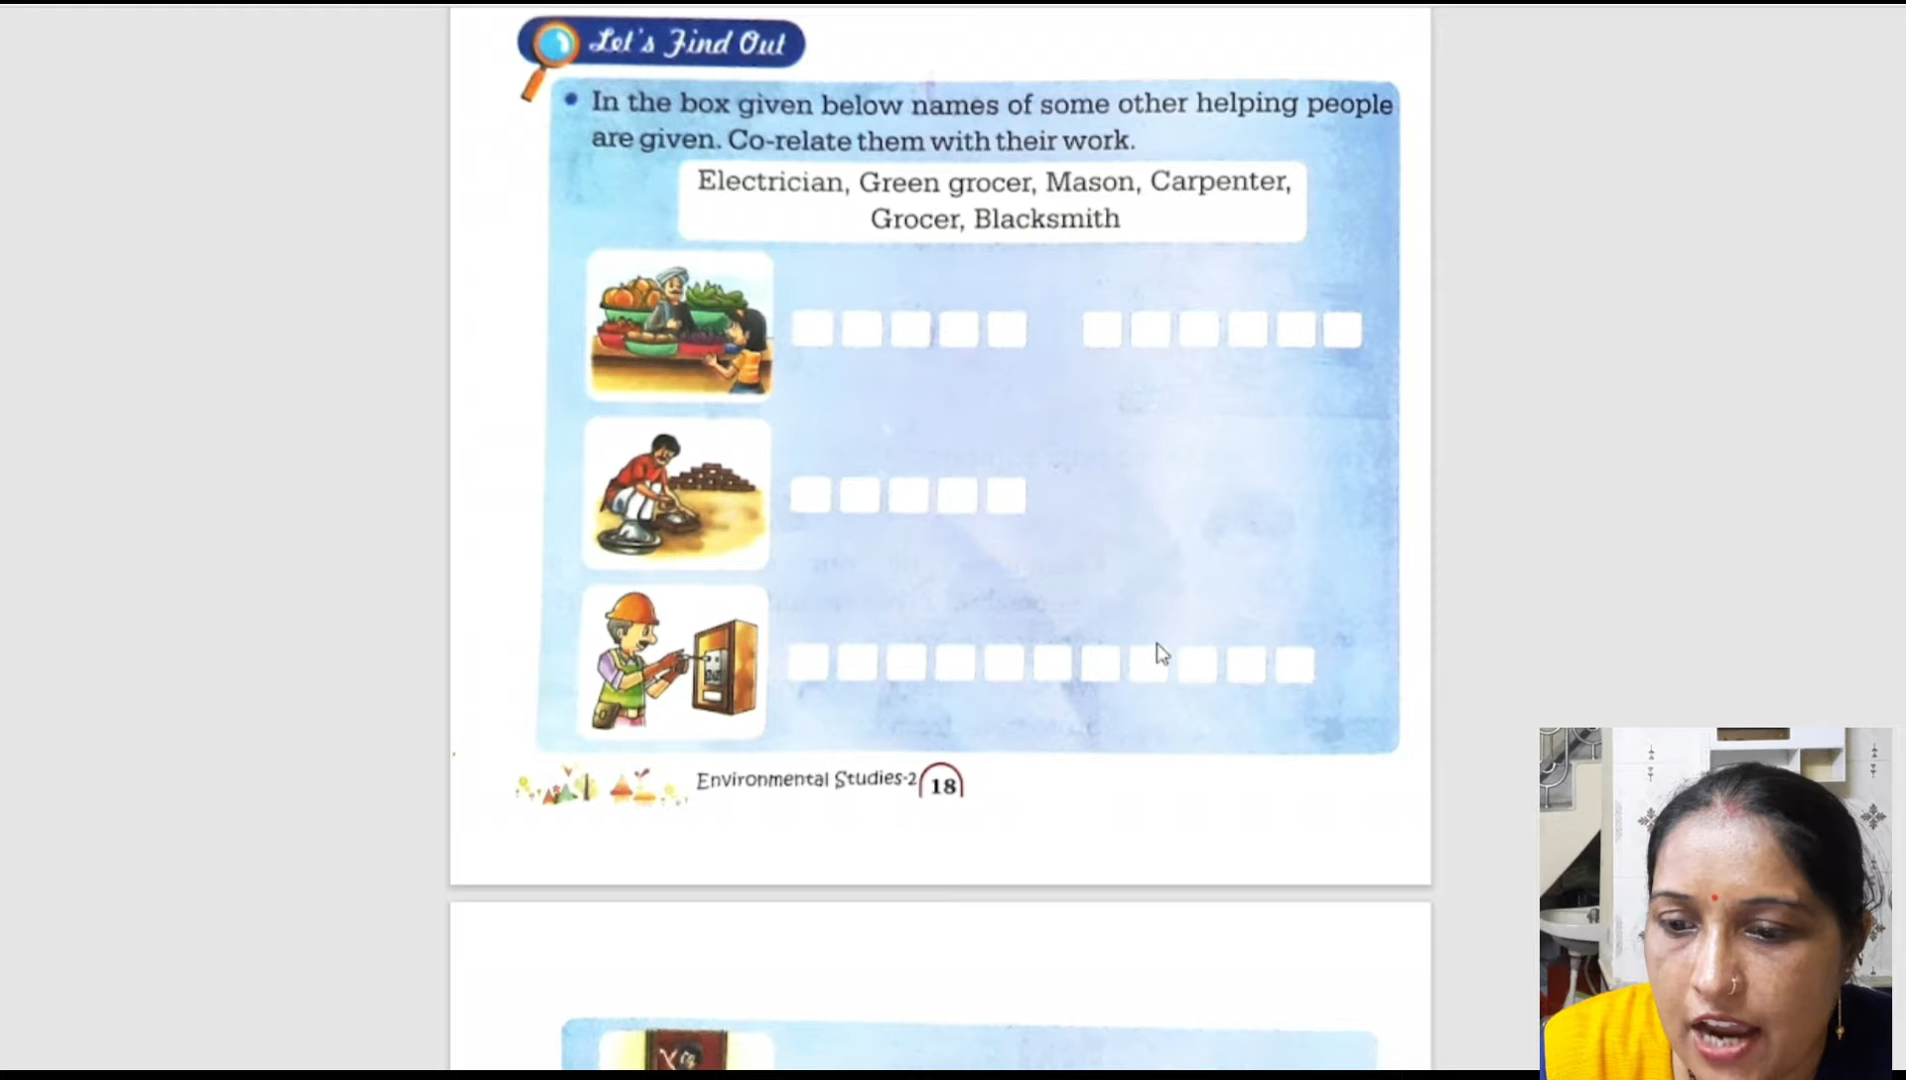 Let's Find Out
• In the box given below names of some other helping people
are given. Co-relate them with their work.
Electrician, Green grocer, Mason, Carpenter,
Grocer, Blacksmith
Environmental Studies-2
18